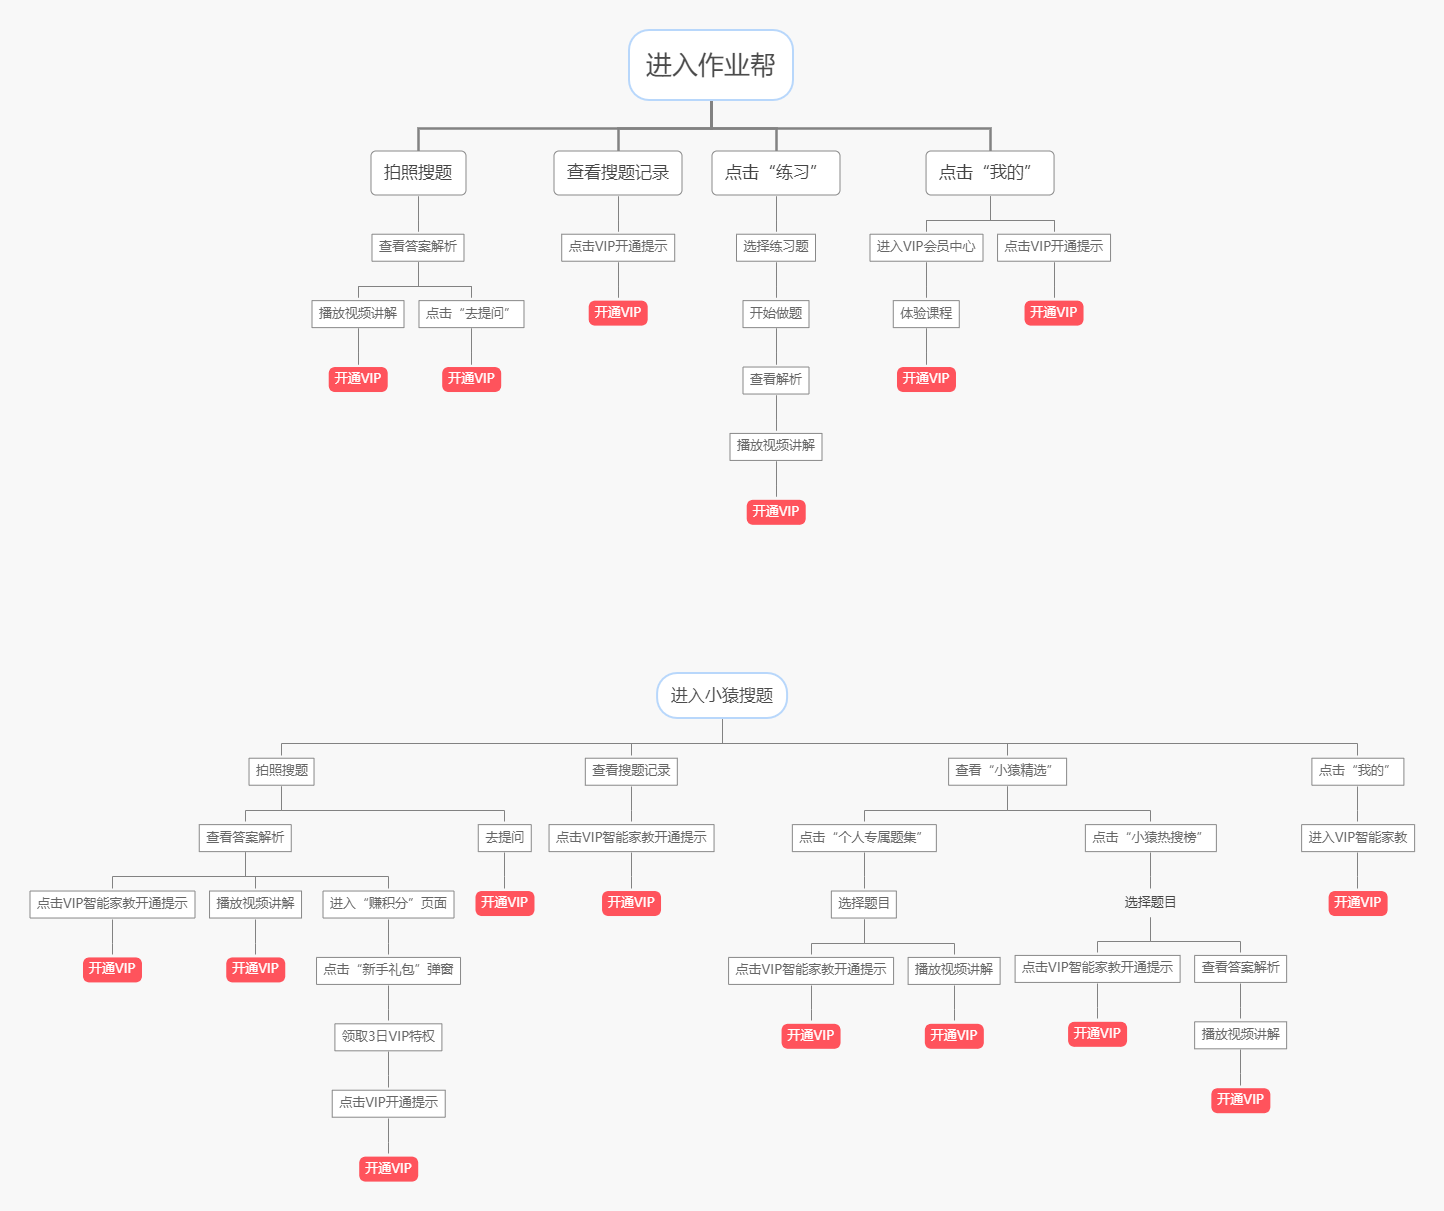 进入作业帮
拍照搜题
查看搜题记录
点击“练习”
点击“我的”
查看答案解析
点击VIP开通提示
选择练习题
进入VIP会员中心
点击VIP开通提示
播放视频讲解
点击“去提问”
开通VIP
开始做题
体验课程
开通VIP
开通VIP
开通VIP
查看解析
开通VIP
播放视频讲解
开通VIP
进入小猿搜题
拍照搜题
查看搜题记录
查看“小猿精选”
点击“我的”
查看答案解析
去提问
点击VIP智能家教开通提示
点击“个人专属题集”
点击“小猿热搜榜”
进入VIP智能家教
点击VIP智能家教开通提示
播放视频讲解
进入“赚积分”页面
开通VIP
开通VIP
选择题目
选择题目
开通VIP
开通VIP
开通VIP
点击“新手礼包”弹窗
点击VIP智能家教开通提示
播放视频讲解
点击VIP智能家教开通提示
查看答案解析
领取3日VIP特权
开通VIP
开通VIP
开通VIP
播放视频讲解
点击VIP开通提示
开通VIP
开通VIP